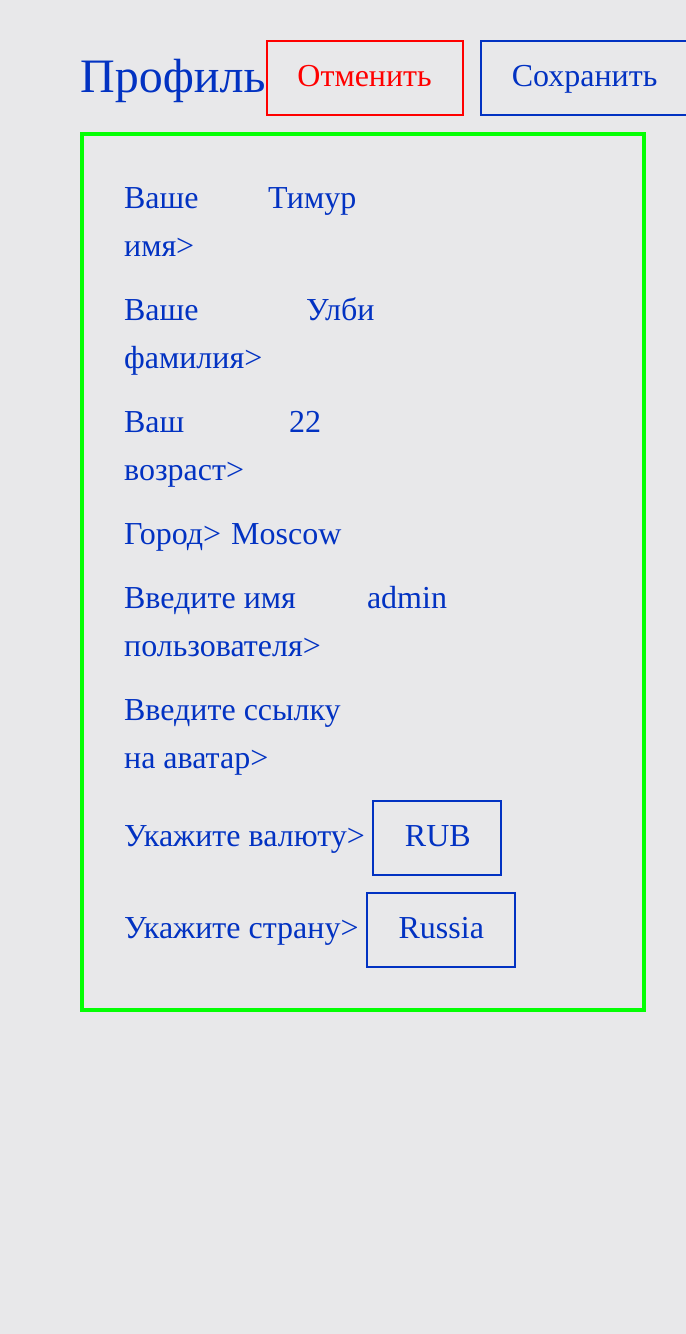 Профиль Отменить Сохранить
Ваше Тимур
имя>
Ваше Улби
фамилия>
Ваш 22
возраст>
Город> Moscow
Введите имя admin
пользователя>
Введите ссылку
на аватар>
Укажите валюту> RUB
Укажите страну> Russia